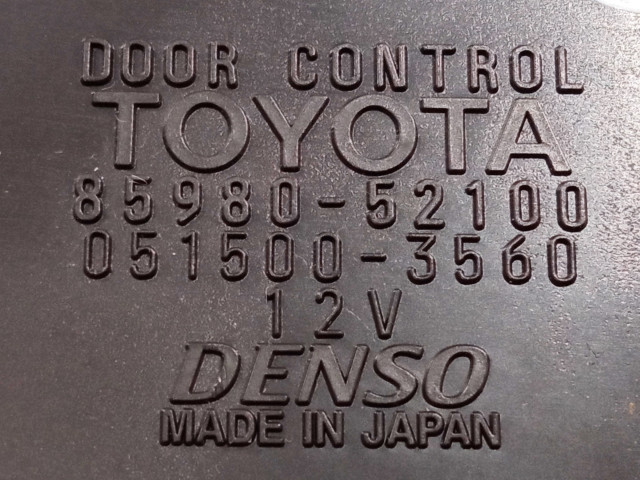 DOOR CONTROL
TOYOTA
85980-52100
051500-3560
12V
DENSO
MADE IN JAPAN